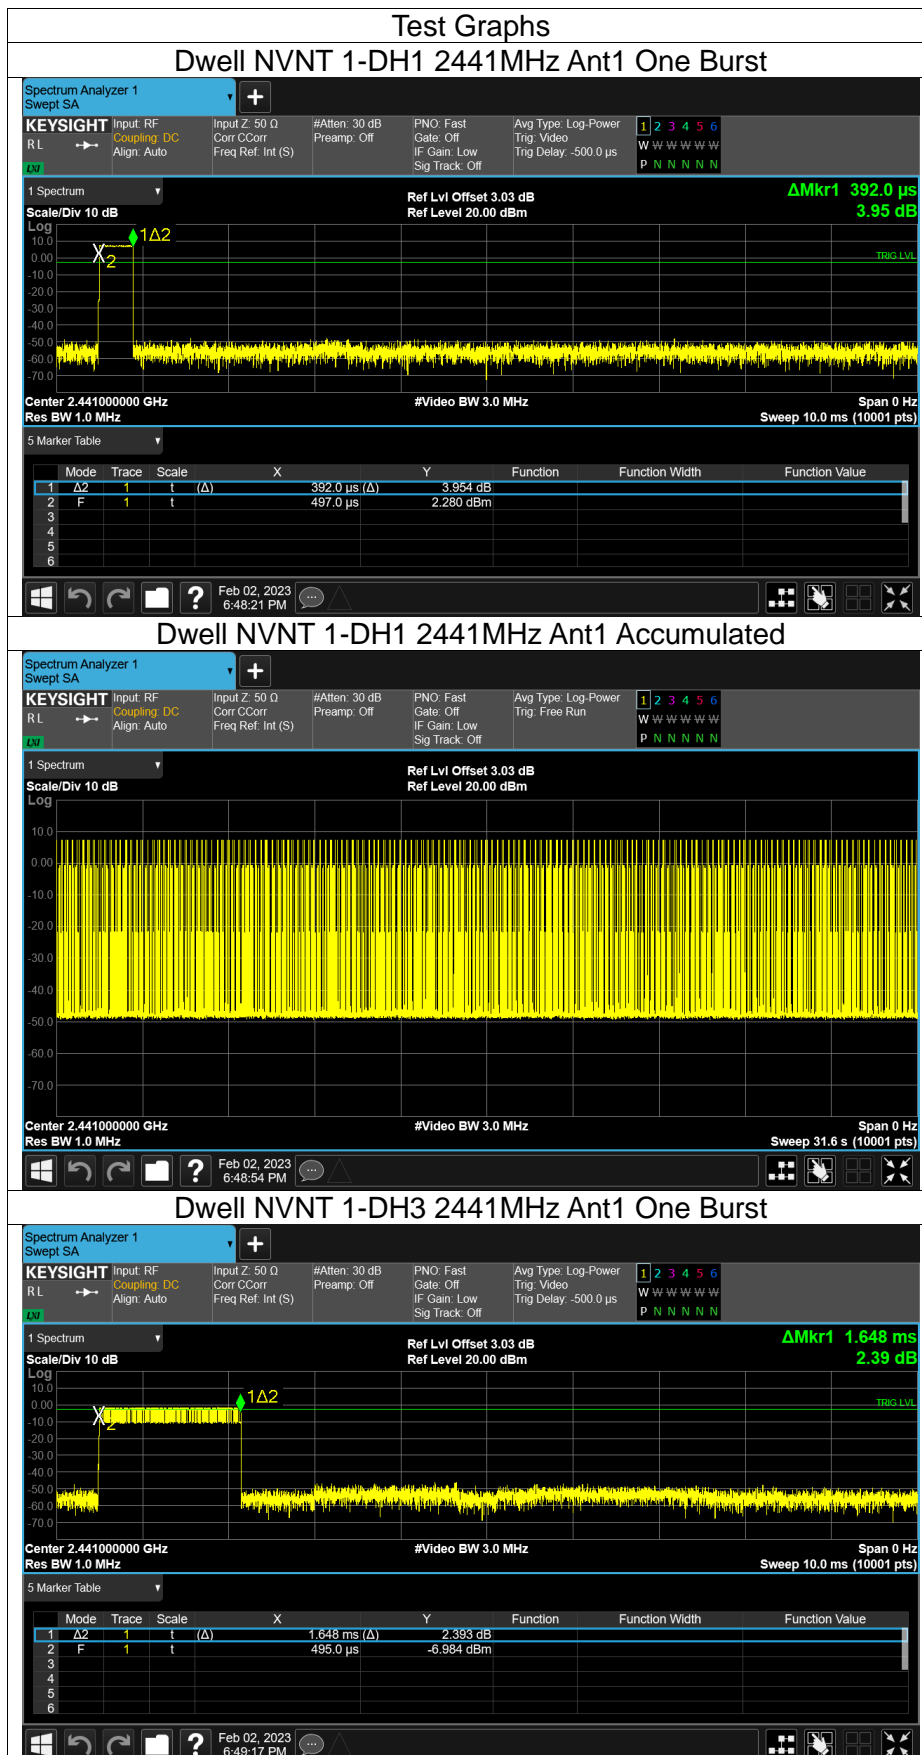 Test Graphs
Dwell NVNT 1-DH1 2441MHz Ant1 One Burst
Spectrum Analyzer 1
Swept SA
+
KEYSIGHT Input: RF Input Z: 50 Ω #Atten: 30 dB PNO: Fast Avg Type: Log-Power 1 2 3 4 5 6
RL Coupling: DC Corr CCorr Preamp: Off Gate: Off Trig: Video W W W W W W
Align: Auto Freq Ref: Int (S) IF Gain: Low Trig Delay: -500.0 µs
LXI Sig Track: Off P N N N N N
1 Spectrum Ref Lvl Offset 3.03 dB ΔMkr1 392.0 µs
Scale/Div 10 dB Ref Level 20.00 dBm 3.95 dB
Log
10.0
0.00
-10.0
-20.0
-30.0
-40.0
-50.0
-60.0
-70.0
1Δ2
X2
TRIG LVL
Center 2.441000000 GHz #Video BW 3.0 MHz Span 0 Hz
Res BW 1.0 MHz Sweep 10.0 ms (10001 pts)
5 Marker Table
Mode Trace Scale X Y Function Function Width Function Value
1 Δ2 1 t (Δ) 392.0 µs (Δ) 3.954 dB
2 F 1 t 497.0 µs 2.280 dBm
3
4
5
6
? Feb 02, 2023
6:48:21 PM
Dwell NVNT 1-DH1 2441MHz Ant1 Accumulated
Spectrum Analyzer 1
Swept SA
+
KEYSIGHT Input: RF Input Z: 50 Ω #Atten: 30 dB PNO: Fast Avg Type: Log-Power 1 2 3 4 5 6
RL Coupling: DC Corr CCorr Preamp: Off Gate: Off Trig: Free Run W W W W W W
Align: Auto Freq Ref: Int (S) IF Gain: Low
LXI Sig Track: Off P N N N N N
1 Spectrum Ref Lvl Offset 3.03 dB
Scale/Div 10 dB Ref Level 20.00 dBm
Log
10.0
0.00
-10.0
-20.0
-30.0
-40.0
-50.0
-60.0
-70.0
Center 2.441000000 GHz #Video BW 3.0 MHz Span 0 Hz
Res BW 1.0 MHz Sweep 31.6 s (10001 pts)
? Feb 02, 2023
6:48:54 PM
Dwell NVNT 1-DH3 2441MHz Ant1 One Burst
Spectrum Analyzer 1
Swept SA
+
KEYSIGHT Input: RF Input Z: 50 Ω #Atten: 30 dB PNO: Fast Avg Type: Log-Power 1 2 3 4 5 6
RL Coupling: DC Corr CCorr Preamp: Off Gate: Off Trig: Video W W W W W W
Align: Auto Freq Ref: Int (S) IF Gain: Low Trig Delay: -500.0 µs
LXI Sig Track: Off P N N N N N
1 Spectrum Ref Lvl Offset 3.03 dB ΔMkr1 1.648 ms
Scale/Div 10 dB Ref Level 20.00 dBm 2.39 dB
Log
10.0
0.00
-10.0
-20.0
-30.0
-40.0
-50.0
-60.0
-70.0
1Δ2
X2
TRIG LVL
Center 2.441000000 GHz #Video BW 3.0 MHz Span 0 Hz
Res BW 1.0 MHz Sweep 10.0 ms (10001 pts)
5 Marker Table
Mode Trace Scale X Y Function Function Width Function Value
1 Δ2 1 t (Δ) 1.648 ms (Δ) 2.393 dB
2 F 1 t 495.0 µs -6.984 dBm
3
4
5
6
? Feb 02, 2023
6:49:17 PM